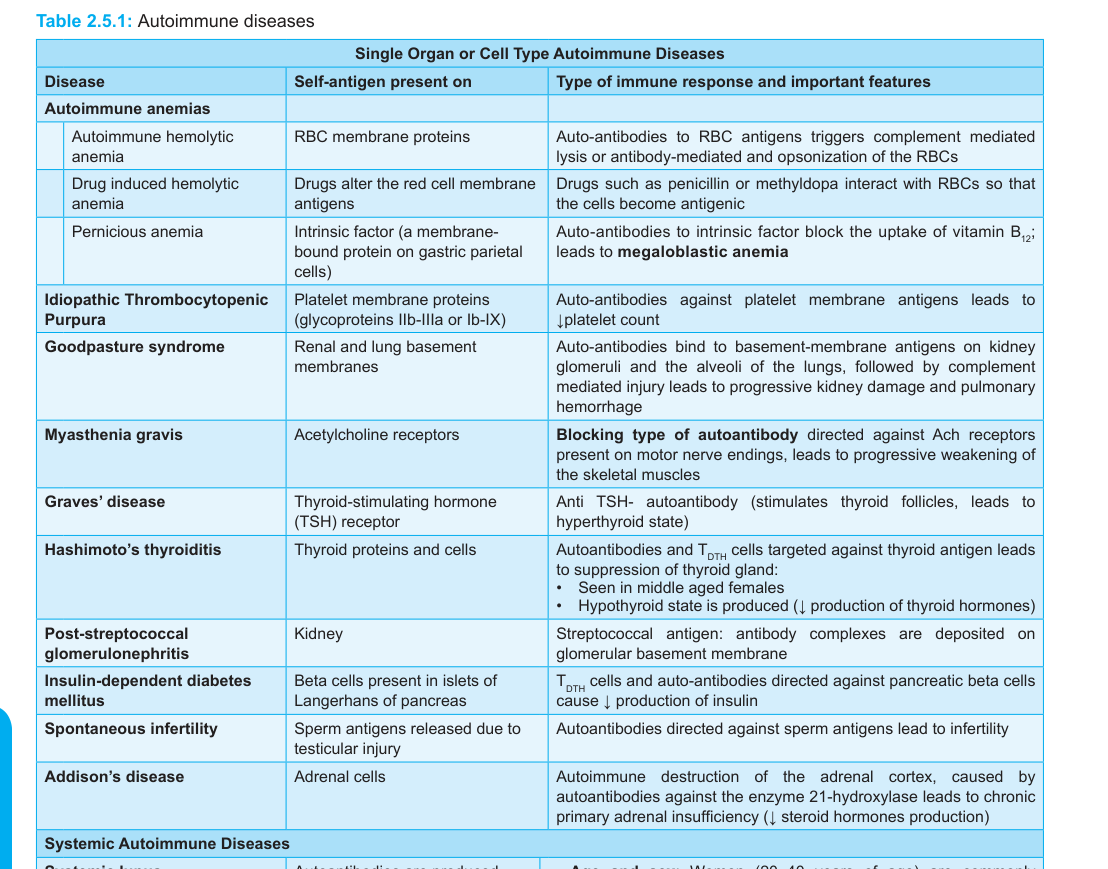 Table 2.5.1: Autoimmune diseases
Single Organ or Cell Type Autoimmune Diseases
Disease
Self-antigen present on
Type of immune response and important features
Autoimmune anemias
Autoimmune hemolytic
anemia
RBC membrane proteins
Auto-antibodies to RBC antigens triggers complement mediated
lysis or antibody-mediated and opsonization of the RBCs
Drug induced hemolytic
anemia
Drugs alter the red cell membrane
antigens
Drugs such as penicillin or methyldopa interact with RBCs so that
the cells become antigenic
Pernicious anemia
Intrinsic factor (a membrane-
bound protein on gastric parietal
cells)
Auto-antibodies to intrinsic factor block the uptake of vitamin B12;
leads to megaloblastic anemia
Idiopathic Thrombocytopenic
Purpura
Platelet membrane proteins
(glycoproteins IIb-IIIa or Ib-IX)
Auto-antibodies against platelet membrane antigens leads to
↓platelet count
Goodpasture syndrome
Renal and lung basement
membranes
Auto-antibodies bind to basement-membrane antigens on kidney
glomeruli and the alveoli of the lungs, followed by complement
mediated injury leads to progressive kidney damage and pulmonary
hemorrhage
Myasthenia gravis
Acetylcholine receptors
Blocking type of autoantibody directed against Ach receptors
present on motor nerve endings, leads to progressive weakening of
the skeletal muscles
Graves' disease
Thyroid-stimulating hormone
(TSH) receptor
Anti TSH- autoantibody (stimulates thyroid follicles, leads to
hyperthyroid state)
Hashimoto's thyroiditis
Thyroid proteins and cells
Autoantibodies and TDTH cells targeted against thyroid antigen leads
to suppression of thyroid gland:
• Seen in middle aged females
• Hypothyroid state is produced (↓ production of thyroid hormones)
Post-streptococcal
glomerulonephritis
Kidney
Streptococcal antigen: antibody complexes are deposited on
glomerular basement membrane
Insulin-dependent diabetes
mellitus
Beta cells present in islets of
Langerhans of pancreas
TDTH cells and auto-antibodies directed against pancreatic beta cells
cause ↓ production of insulin
Spontaneous infertility
Sperm antigens released due to
testicular injury
Autoantibodies directed against sperm antigens lead to infertility
Addison's disease
Adrenal cells
Autoimmune destruction of the adrenal cortex, caused by
autoantibodies against the enzyme 21-hydroxylase leads to chronic
primary adrenal insufficiency (↓ steroid hormones production)
Systemic Autoimmune Diseases